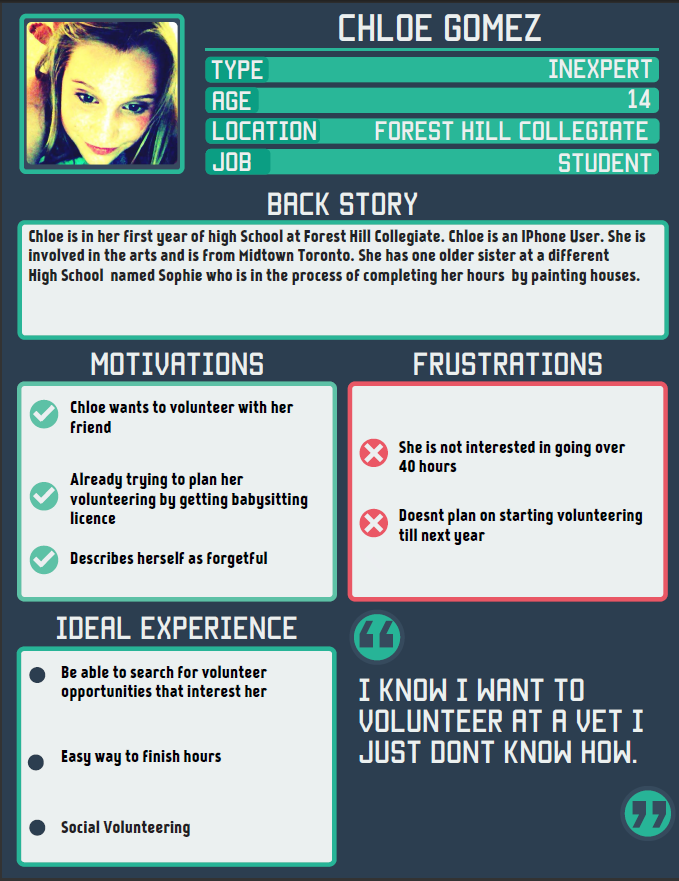 CHLOE GOMEZ
TYPE INEXPERT
AGE 14
LOCATION FOREST HILL COLLEGIATE
JOB STUDENT
BACK STORY
Chloe is in her first year of high School at Forest Hill Collegiate. Chloe is an IPhone User. She is
involved in the arts and is from Midtown Toronto. She has one older sister at a different
High School named Sophie who is in the process of completing her hours by painting houses.
MOTIVATIONS
Chloe wants to volunteer with her
friend
Already trying to plan her
volunteering by getting babysitting
licence
Describes herself as forgetful
FRUSTRATIONS
She is not interested in going over
40 hours
Doesnt plan on starting volunteering
till next year
IDEAL EXPERIENCE
Be able to search for volunteer
opportunities that interest her
Easy way to finish hours
Social Volunteering
“
I KNOW I WANT TO
VOLUNTEER AT A VET I
JUST DONT KNOW HOW.
”